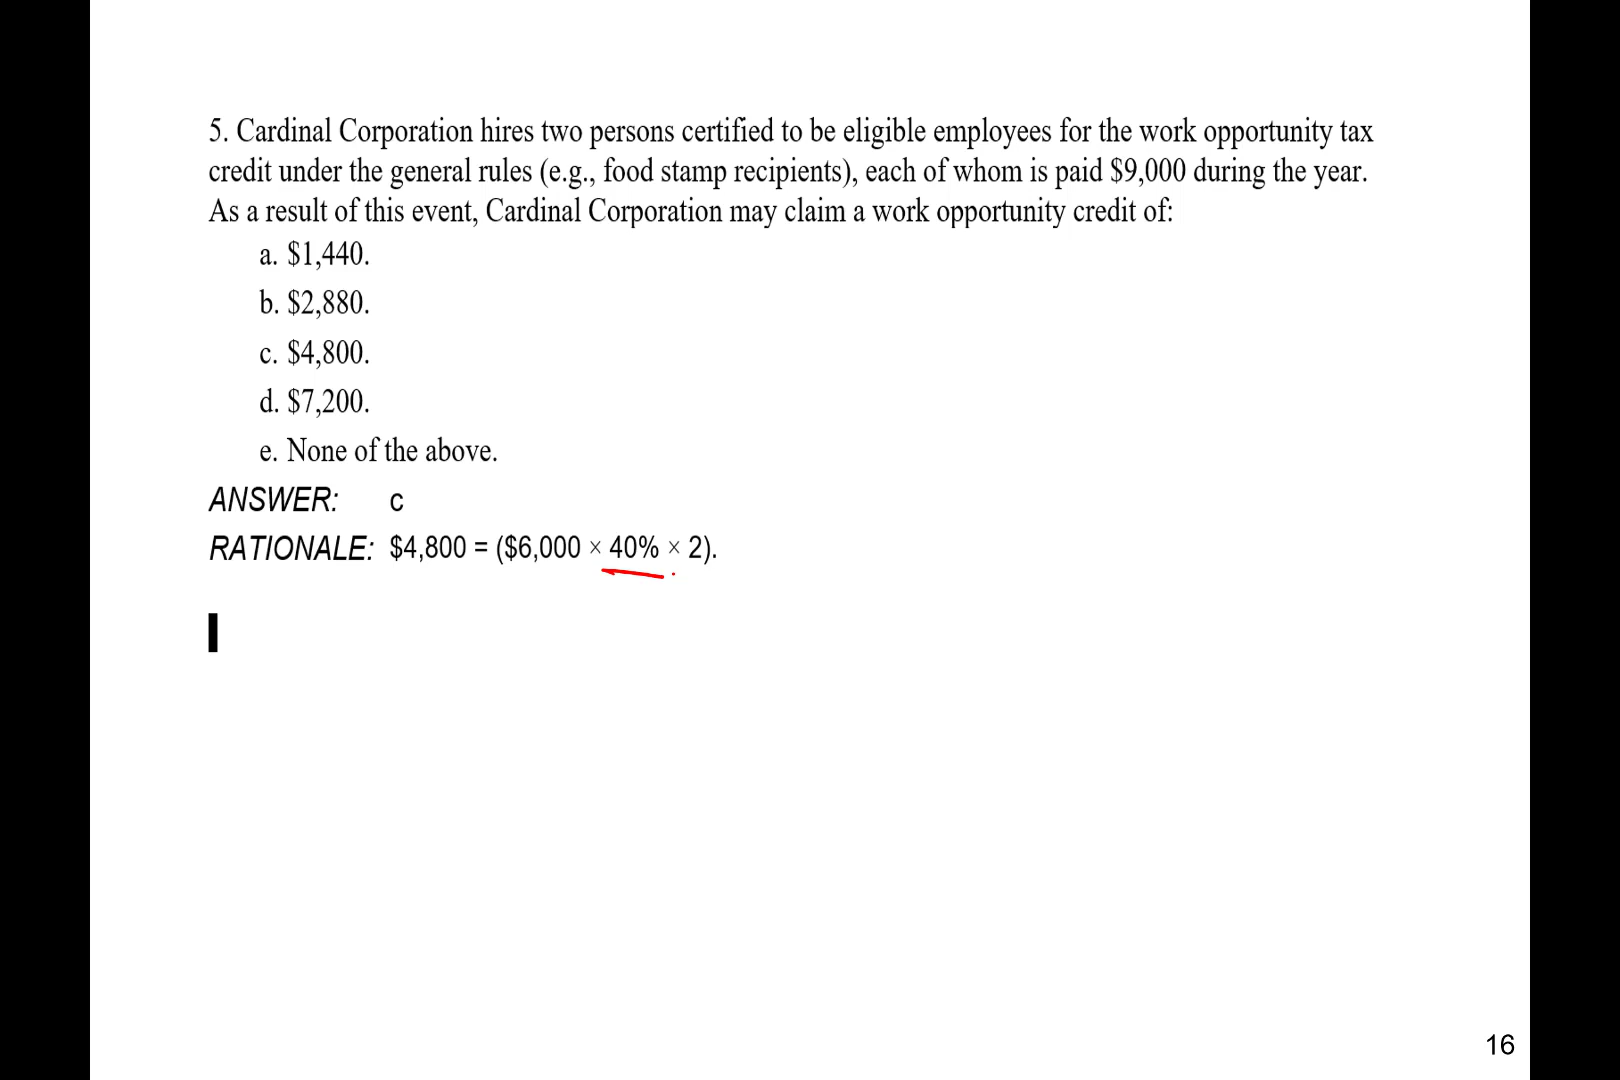 5. Cardinal Corporation hires two persons certified to be eligible employees for the work opportunity tax
credit under the general rules (e.g., food stamp recipients), each of whom is paid $9,000 during the year.
As a result of this event, Cardinal Corporation may claim a work opportunity credit of:
a. $1,440.
b. $2,880.
c. $4,800.
d. $7,200.
e. None of the above.
ANSWER: c
RATIONALE: $4,800 = ($6,000 × 40% × 2).
16